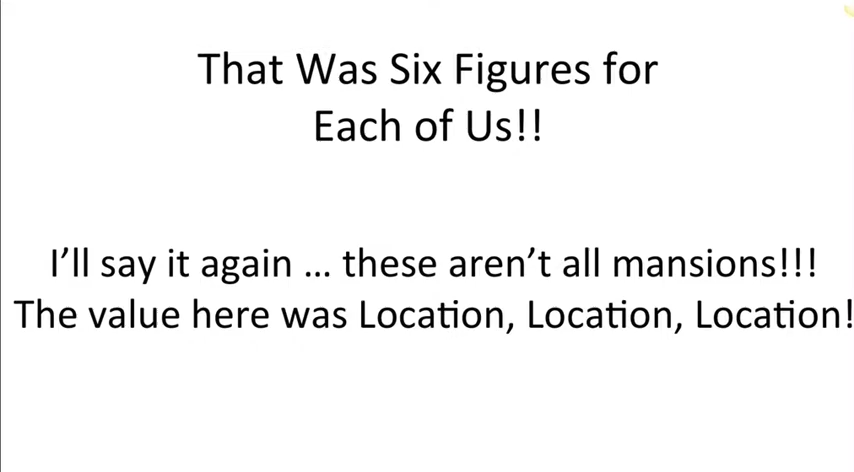 That Was Six Figures for
Each of Us!!
I’ll say it again … these aren’t all mansions!!!
The value here was Location, Location, Location!